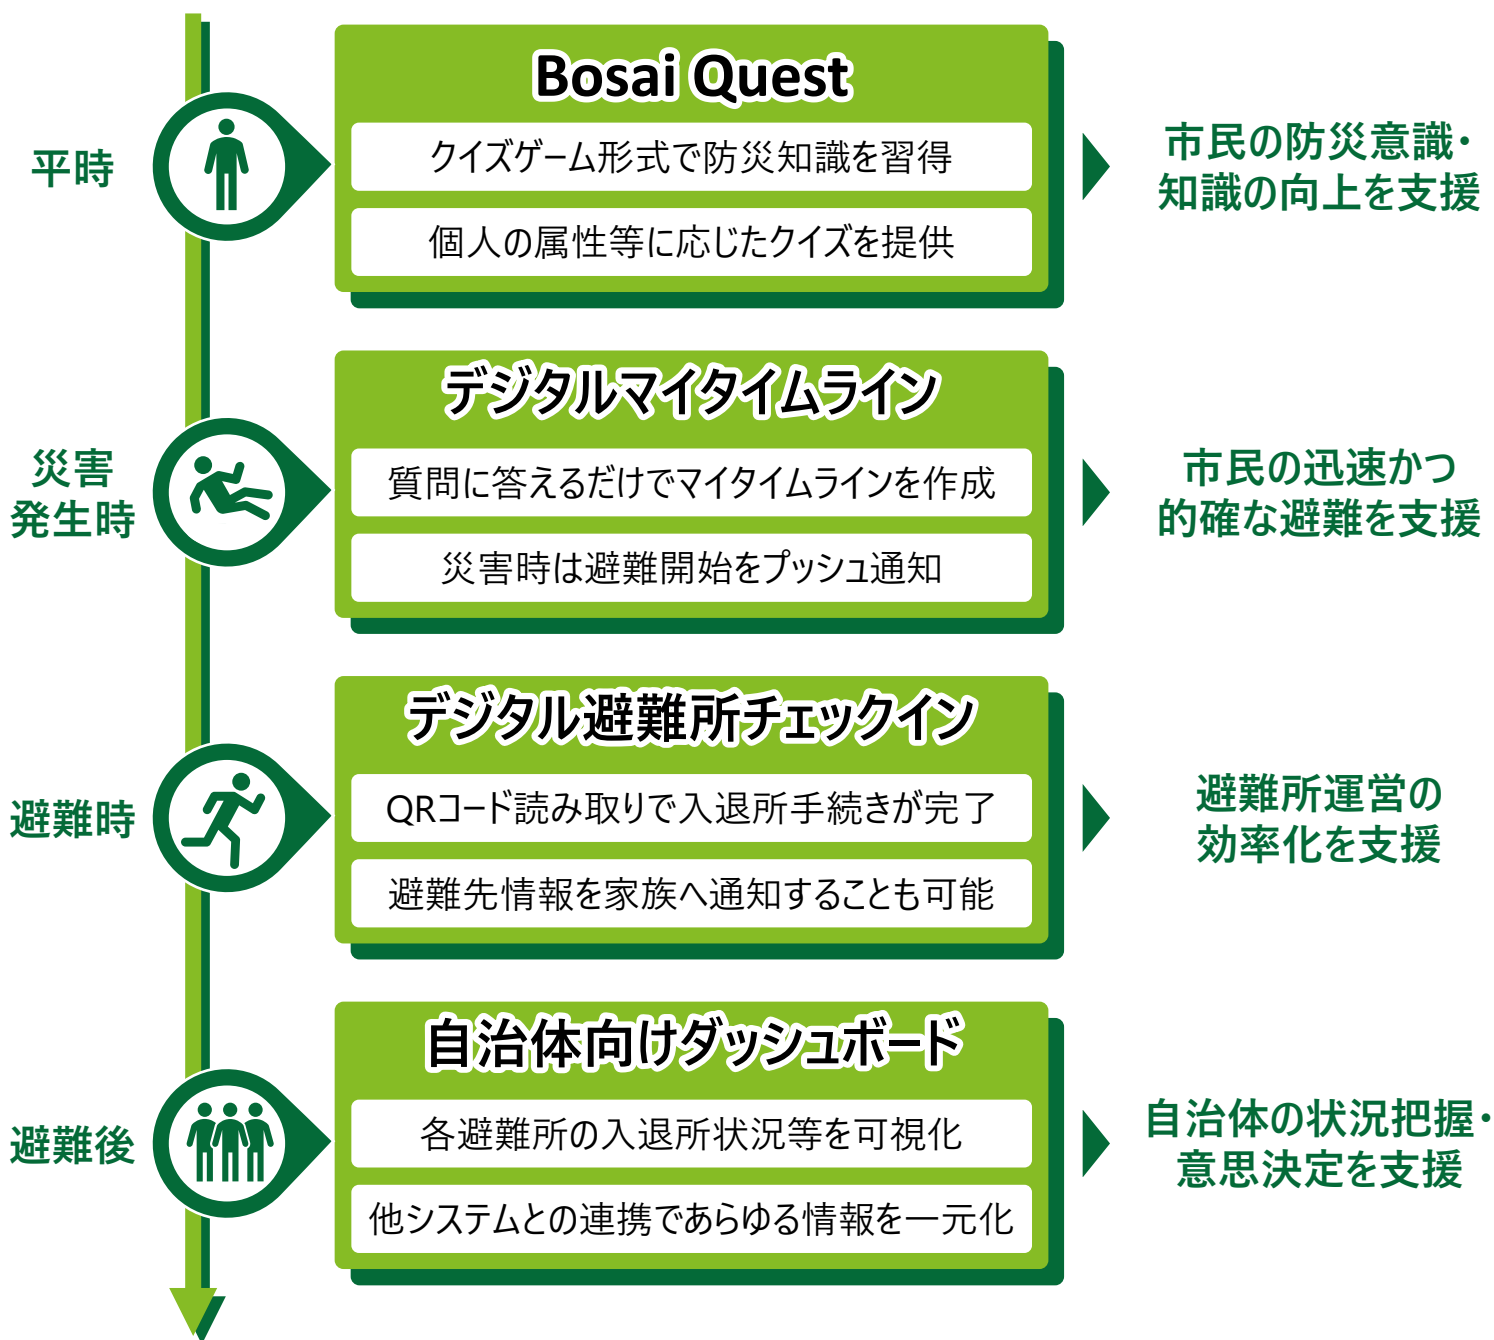 Bosai Quest
平時
クイズゲーム形式で防災知識を習得
個人の属性等に応じたクイズを提供
市民の防災意識・
知識の向上を支援
デジタルマイタイムライン
災害
発生時
質問に答えるだけでマイタイムラインを作成
災害時は避難開始をプッシュ通知
市民の迅速かつ
的確な避難を支援
デジタル避難所チェックイン
避難時
QRコード読み取りで入退所手続きが完了
避難先情報を家族へ通知することも可能
避難所運営の
効率化を支援
自治体向けダッシュボード
避難後
各避難所の入退所状況等を可視化
他システムとの連携であらゆる情報を一元化
自治体の状況把握・
意思決定を支援